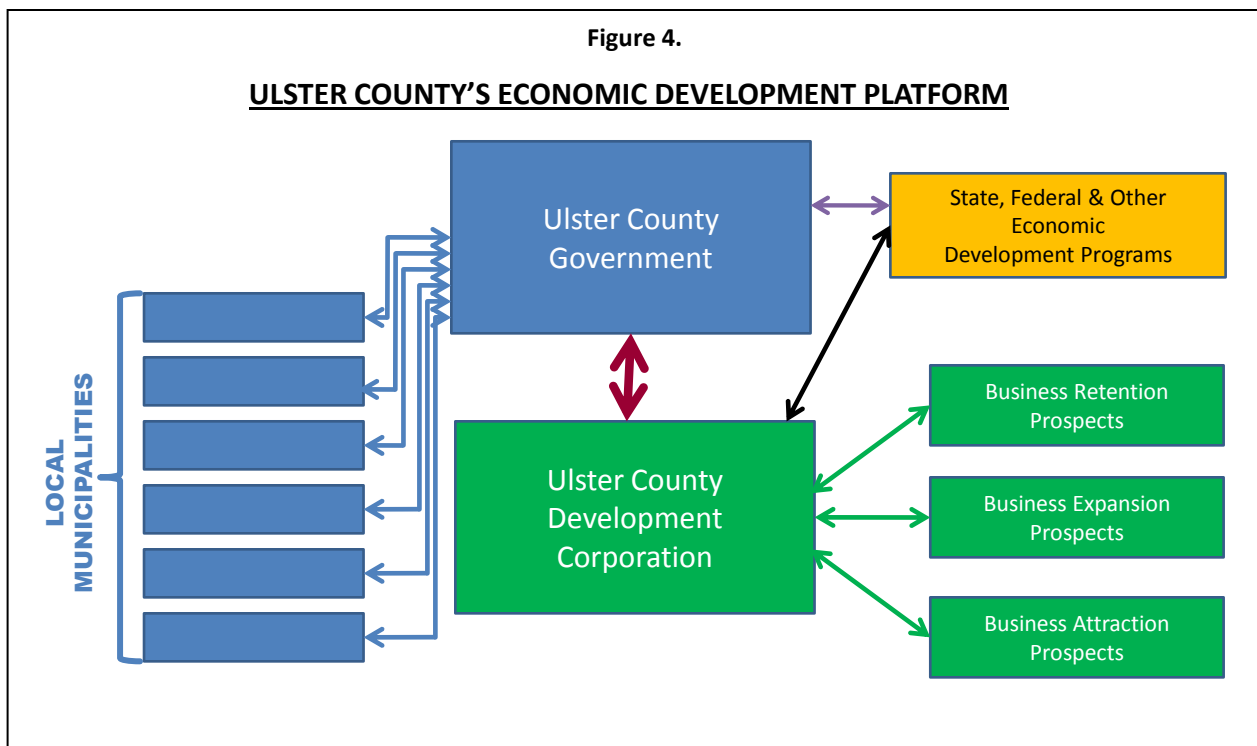 Figure 4.
ULSTER COUNTY'S ECONOMIC DEVELOPMENT PLATFORM
Ulster County
Government
State, Federal & Other
Economic
Development Programs
LOCAL
MUNICIPALITIES
Ulster County
Development
Corporation
Business Retention
Prospects
Business Expansion
Prospects
Business Attraction
Prospects